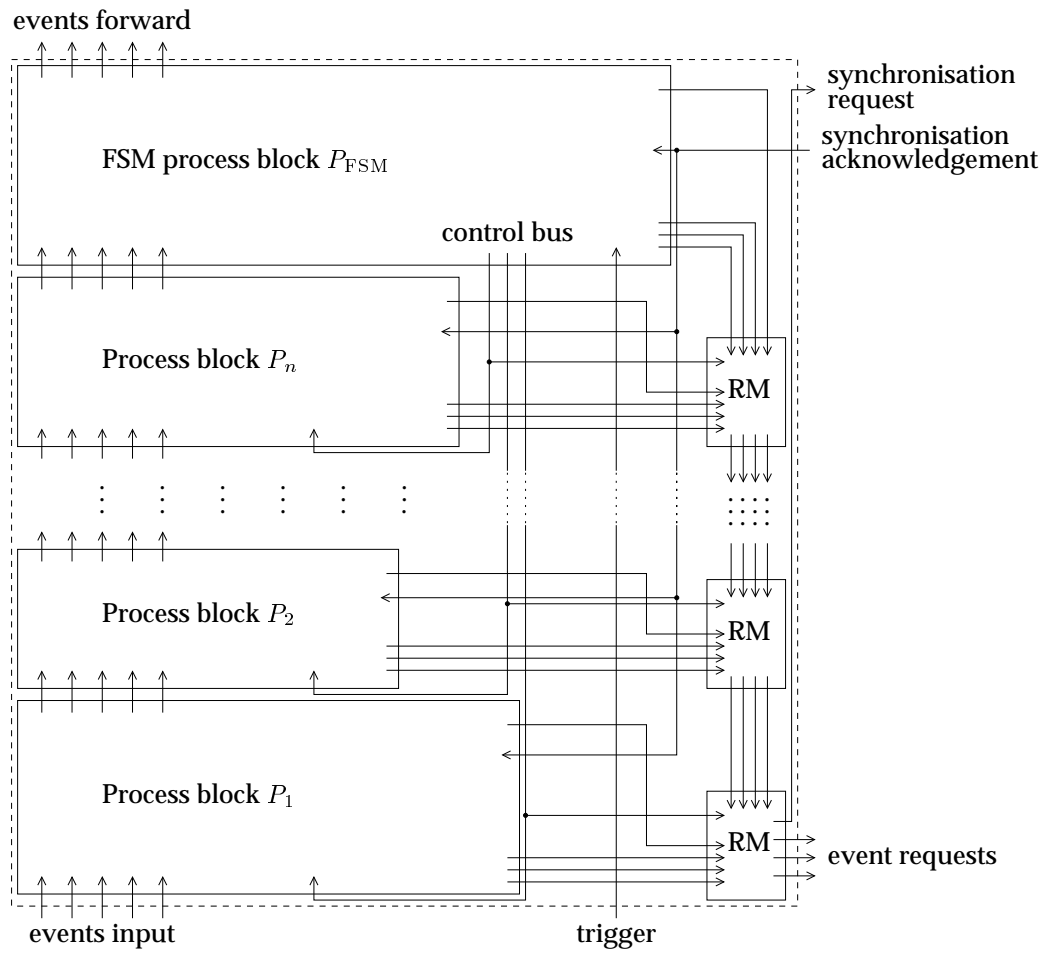 events forward
synchronisation
request
FSM process block P_FSM
synchronisation
acknowledgement
control bus
Process block P_n
RM
Process block P_2
RM
Process block P_1
RM
event requests
events input
trigger